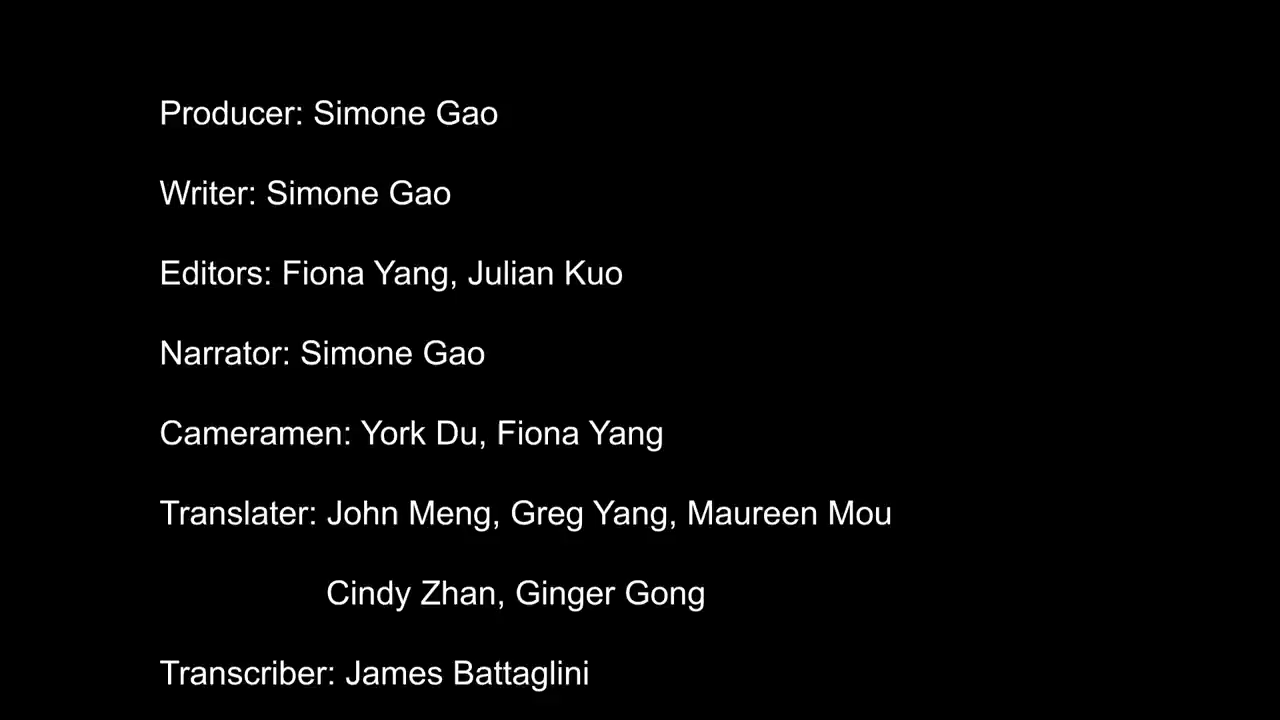 Producer: Simone Gao
Writer: Simone Gao
Editors: Fiona Yang, Julian Kuo
Narrator: Simone Gao
Cameramen: York Du, Fiona Yang
Translater: John Meng, Greg Yang, Maureen Mou
Cindy Zhan, Ginger Gong
Transcriber: James Battaglini